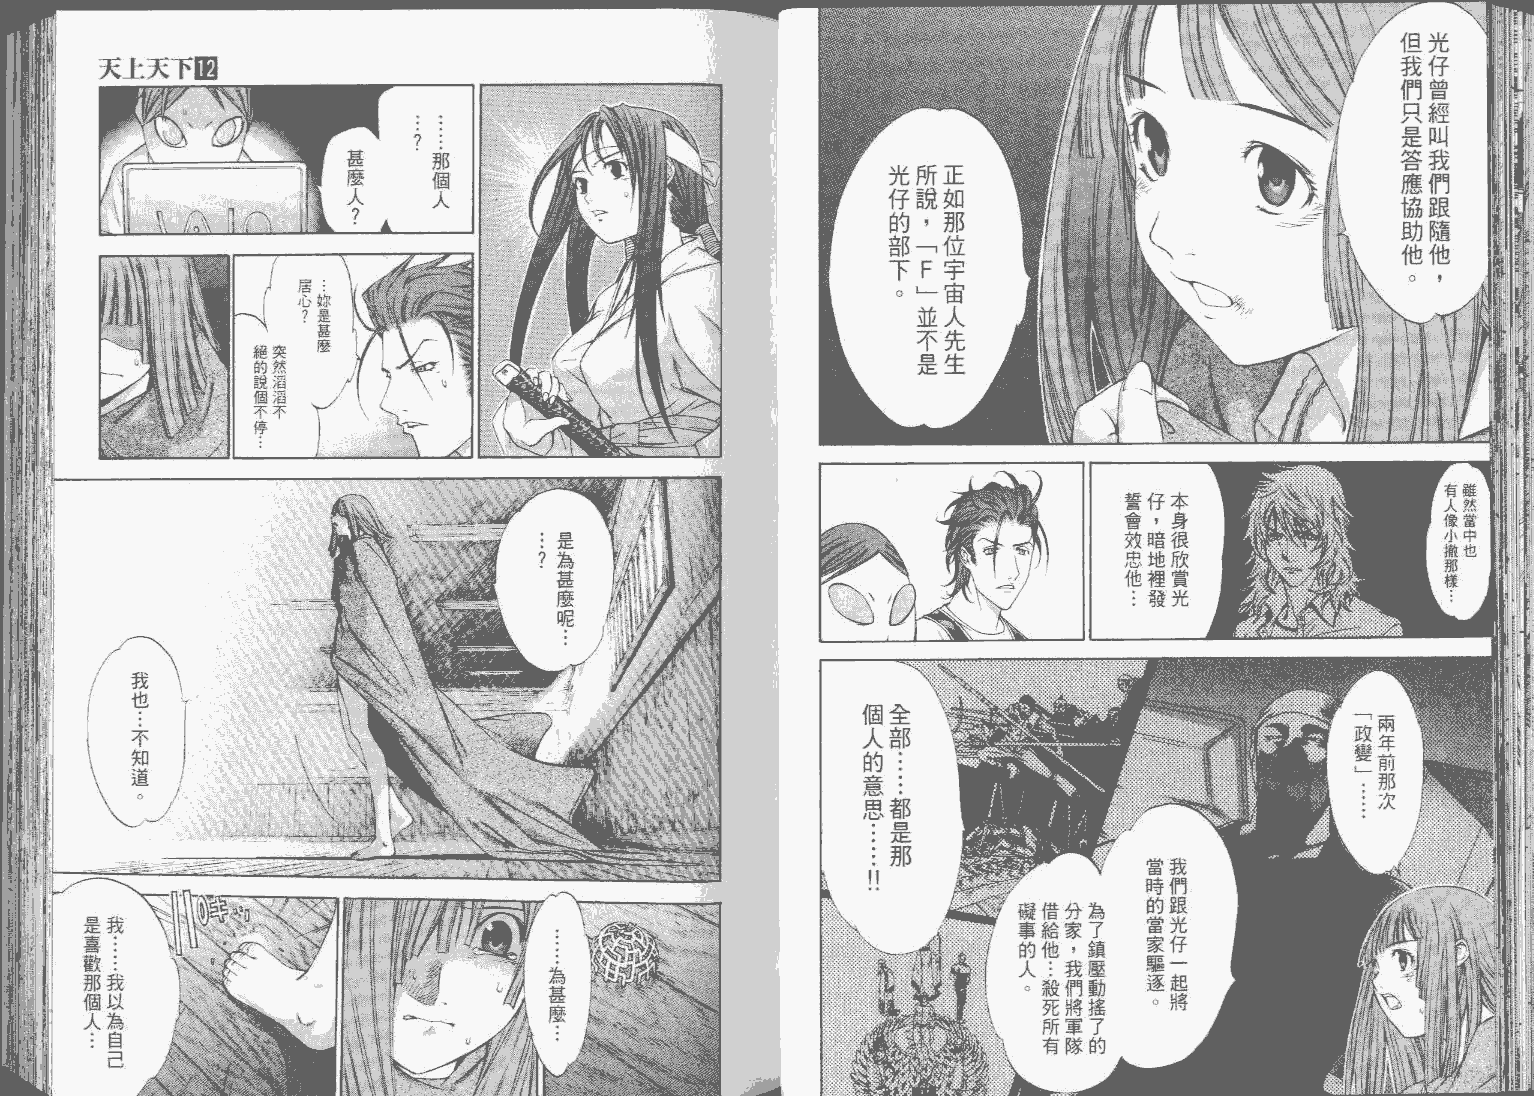 光仔曾經叫我們跟隨他，
但我們只是答應協助他。
正如那位宇宙人先生
所說，「F」並不是
光仔的部下。
雖然當中也
有人像小撤那樣…
本身很欣賞光
仔，暗地裡發
誓會效忠他…
兩年前那次
「政變」……
我們跟光仔一起將
當時的當家驅逐。
為了鎮壓動搖了的
分家，我們將軍隊
借給他…殺死所有
礙事的人。
全部……都是那
個人的意思……!!
天上天下12
……那個人
…?
甚麼人?
VAIO
…妳是甚麼
居心?
突然滔滔不
絕的說個不停…
是為甚麼呢…
…?
我也…不知道。
………為甚麼…
我……我以為自己
是喜歡那個人…